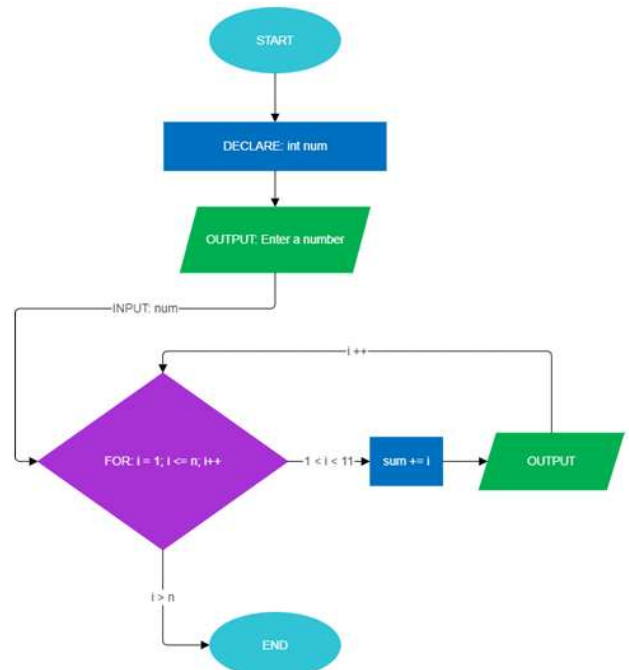 START
DECLARE: int num
OUTPUT: Enter a number
INPUT: num
i ++
FOR: i = 1; i <= n; i++
1 < i < 11
sum += i
OUTPUT
i > n
END